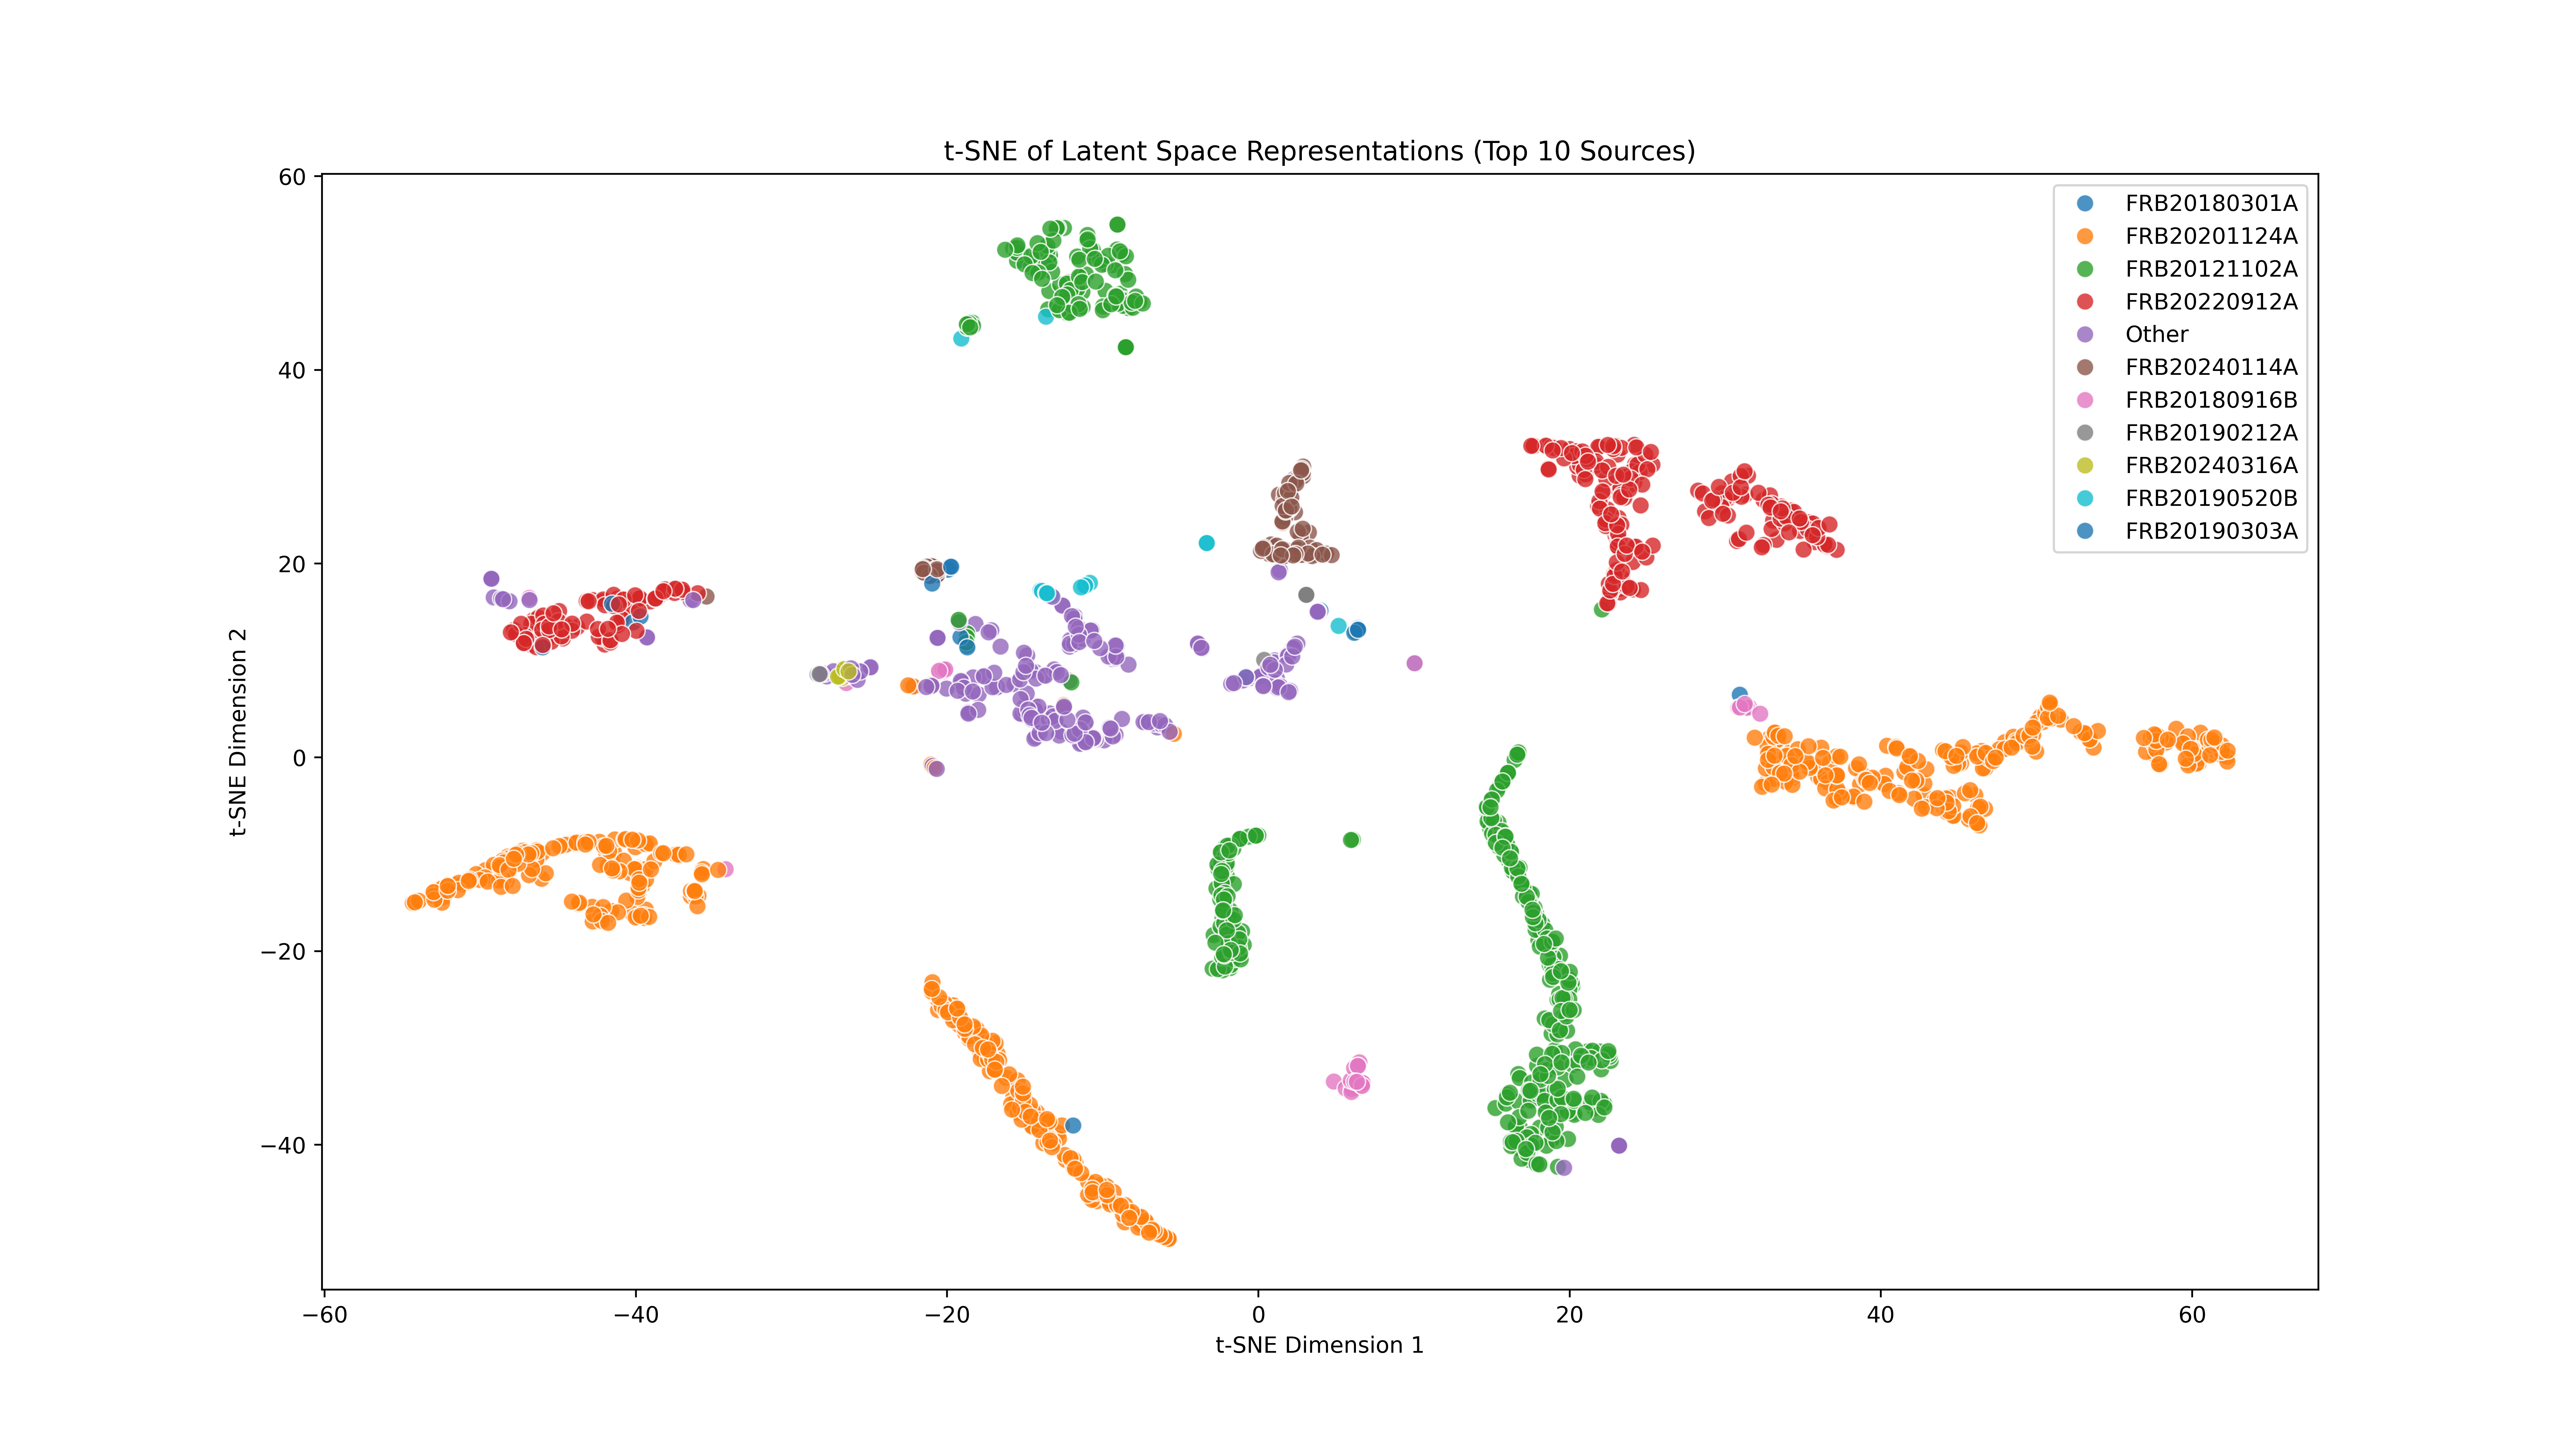 t-SNE of Latent Space Representations (Top 10 Sources)
60
40
20
0
−20
−40
t-SNE Dimension 2
−60
−40
−20
0
20
40
60
t-SNE Dimension 1
FRB20180301A
FRB20201124A
FRB20121102A
FRB20220912A
Other
FRB20240114A
FRB20180916B
FRB20190212A
FRB20240316A
FRB20190520B
FRB20190303A